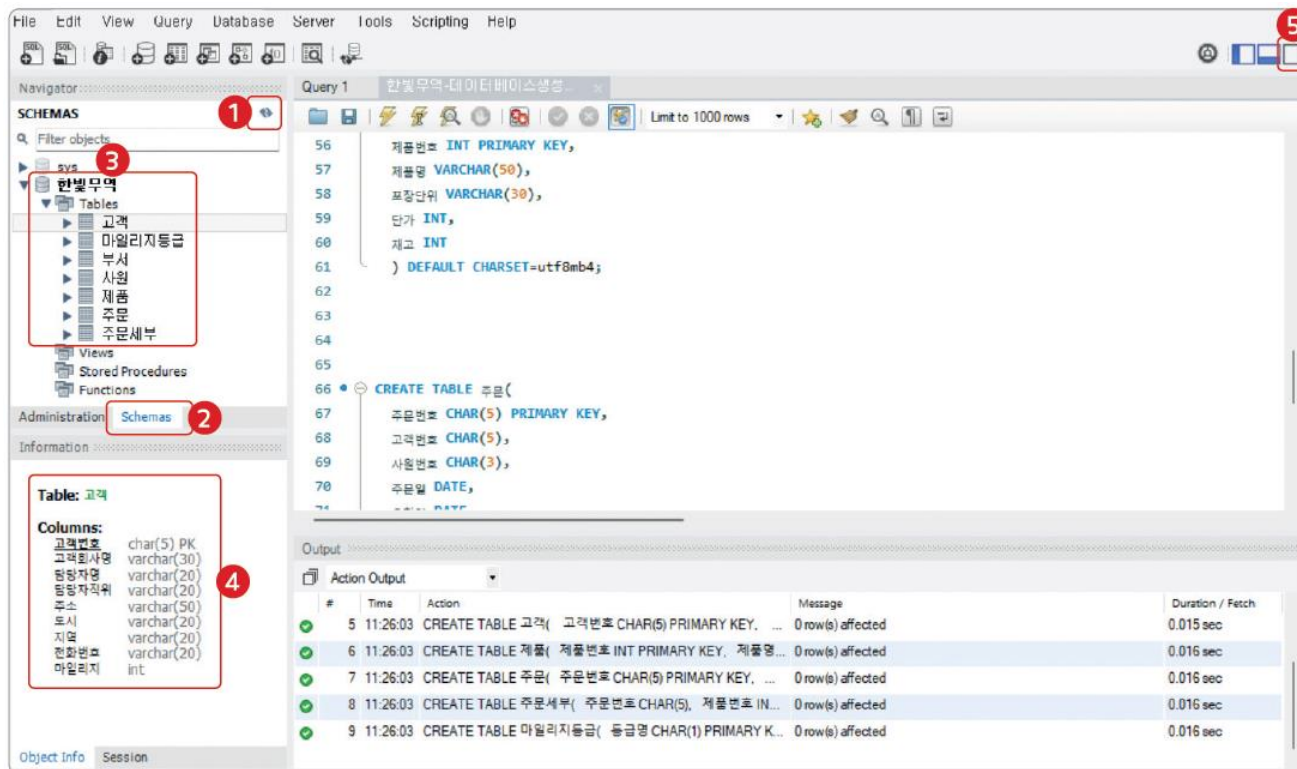 File Edit View Query Database Server Tools Scripting Help
5
Navigator
SCHEMAS
1
Filter objects
sys
3
한빛무역
Tables
고객
마일리지등급
부서
사원
제품
주문
주문세부
Views
Stored Procedures
Functions
Administration Schemas
2
Information
Table: 고객
Columns:
고객번호 char(5) PK
고객회사명 varchar(30)
담당자명 varchar(20)
담당자직위 varchar(20)
주소 varchar(50)
도시 varchar(20)
지역 varchar(20)
전화번호 varchar(20)
마일리지 int
4
Object Info Session
Query 1 한빛무역-데이터베이스생성...
Limit to 1000 rows
56 제품번호 INT PRIMARY KEY,
57 제품명 VARCHAR(50),
58 포장단위 VARCHAR(30),
59 단가 INT,
60 재고 INT
61 ) DEFAULT CHARSET=utf8mb4;
62
63
64
65
66 CREATE TABLE 주문(
67 주문번호 CHAR(5) PRIMARY KEY,
68 고객번호 CHAR(5),
69 사원번호 CHAR(3),
70 주문일 DATE,
71 DATE
Output
Action Output
# Time Action Message Duration / Fetch
5 11:26:03 CREATE TABLE 고객( 고객번호 CHAR(5) PRIMARY KEY, ... 0 row(s) affected 0.015 sec
6 11:26:03 CREATE TABLE 제품( 제품번호 INT PRIMARY KEY, 제품명... 0 row(s) affected 0.016 sec
7 11:26:03 CREATE TABLE 주문( 주문번호 CHAR(5) PRIMARY KEY, ... 0 row(s) affected 0.016 sec
8 11:26:03 CREATE TABLE 주문세부( 주문번호 CHAR(5), 제품번호 IN... 0 row(s) affected 0.016 sec
9 11:26:03 CREATE TABLE 마일리지등급( 등급명 CHAR(1) PRIMARY K... 0 row(s) affected 0.016 sec